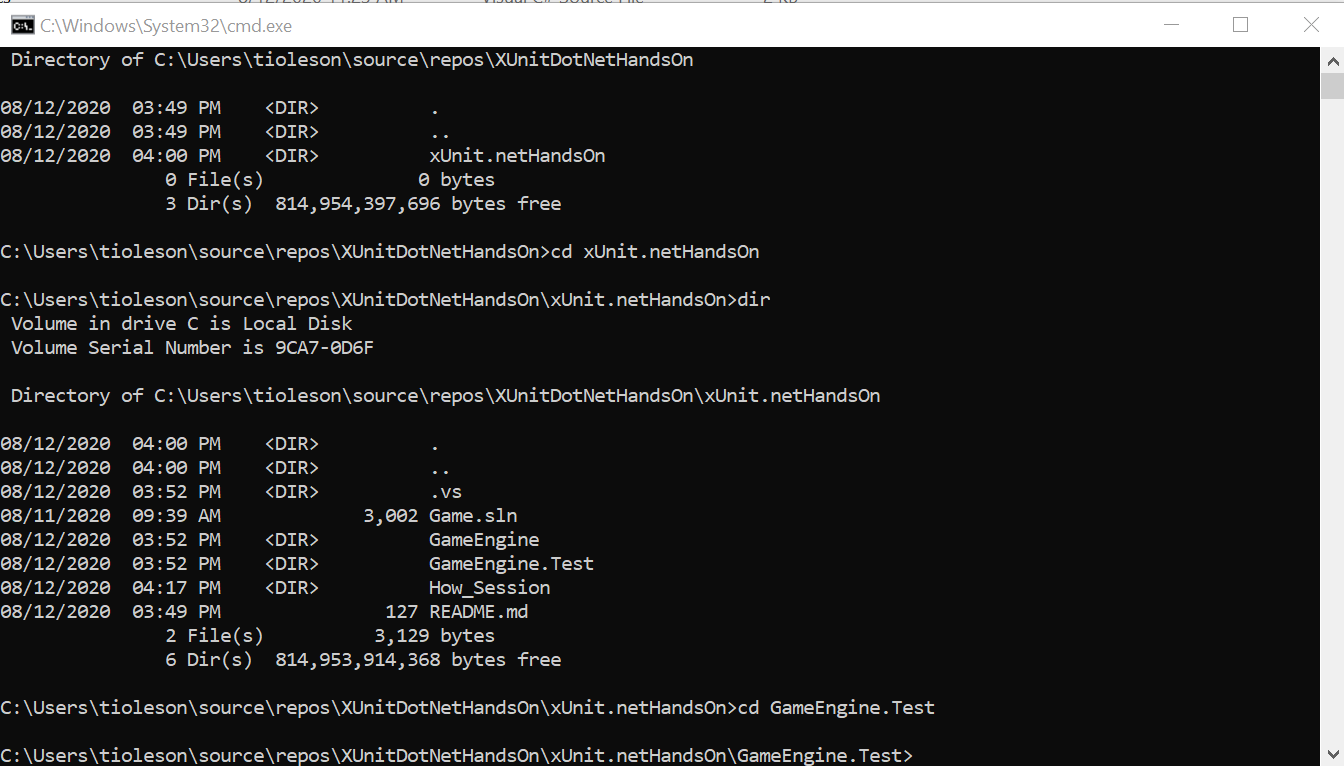 C:\Windows\System32\cmd.exe
 Directory of C:\Users\tioleson\source\repos\XUnitDotNetHandsOn

08/12/2020  03:49 PM    <DIR>          .
08/12/2020  03:49 PM    <DIR>          ..
08/12/2020  04:00 PM    <DIR>          xUnit.netHandsOn
               0 File(s)              0 bytes
               3 Dir(s)  814,954,397,696 bytes free

C:\Users\tioleson\source\repos\XUnitDotNetHandsOn>cd xUnit.netHandsOn

C:\Users\tioleson\source\repos\XUnitDotNetHandsOn\xUnit.netHandsOn>dir
 Volume in drive C is Local Disk
 Volume Serial Number is 9CA7-0D6F

 Directory of C:\Users\tioleson\source\repos\XUnitDotNetHandsOn\xUnit.netHandsOn

08/12/2020  04:00 PM    <DIR>          .
08/12/2020  04:00 PM    <DIR>          ..
08/12/2020  03:52 PM    <DIR>          .vs
08/11/2020  09:39 AM             3,002 Game.sln
08/12/2020  03:52 PM    <DIR>          GameEngine
08/12/2020  03:52 PM    <DIR>          GameEngine.Test
08/12/2020  04:17 PM    <DIR>          How_Session
08/12/2020  03:49 PM               127 README.md
               2 File(s)          3,129 bytes
               6 Dir(s)  814,953,914,368 bytes free

C:\Users\tioleson\source\repos\XUnitDotNetHandsOn\xUnit.netHandsOn>cd GameEngine.Test

C:\Users\tioleson\source\repos\XUnitDotNetHandsOn\xUnit.netHandsOn\GameEngine.Test>